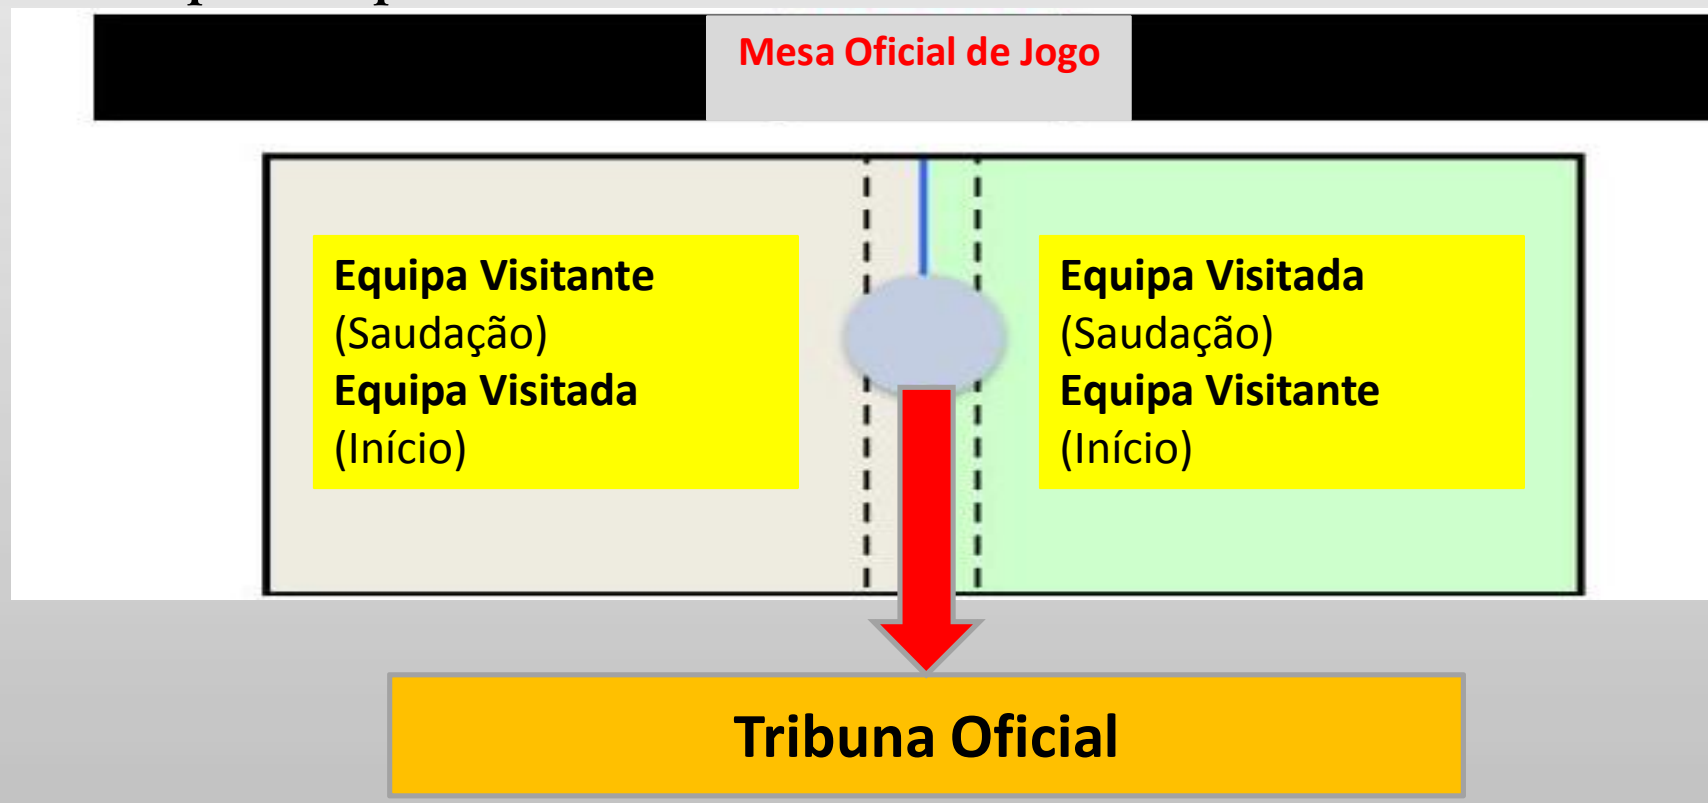 Mesa Oficial de Jogo
Equipa Visitante
(Saudação)
Equipa Visitada
(Início)
Equipa Visitada
(Saudação)
Equipa Visitante
(Início)
Tribuna Oficial